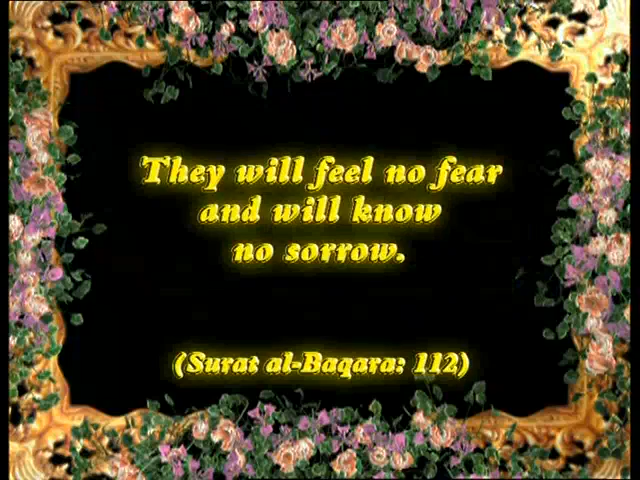 They will feel no fear
and will know
no sorrow.
(Surat al-Baqara: 112)